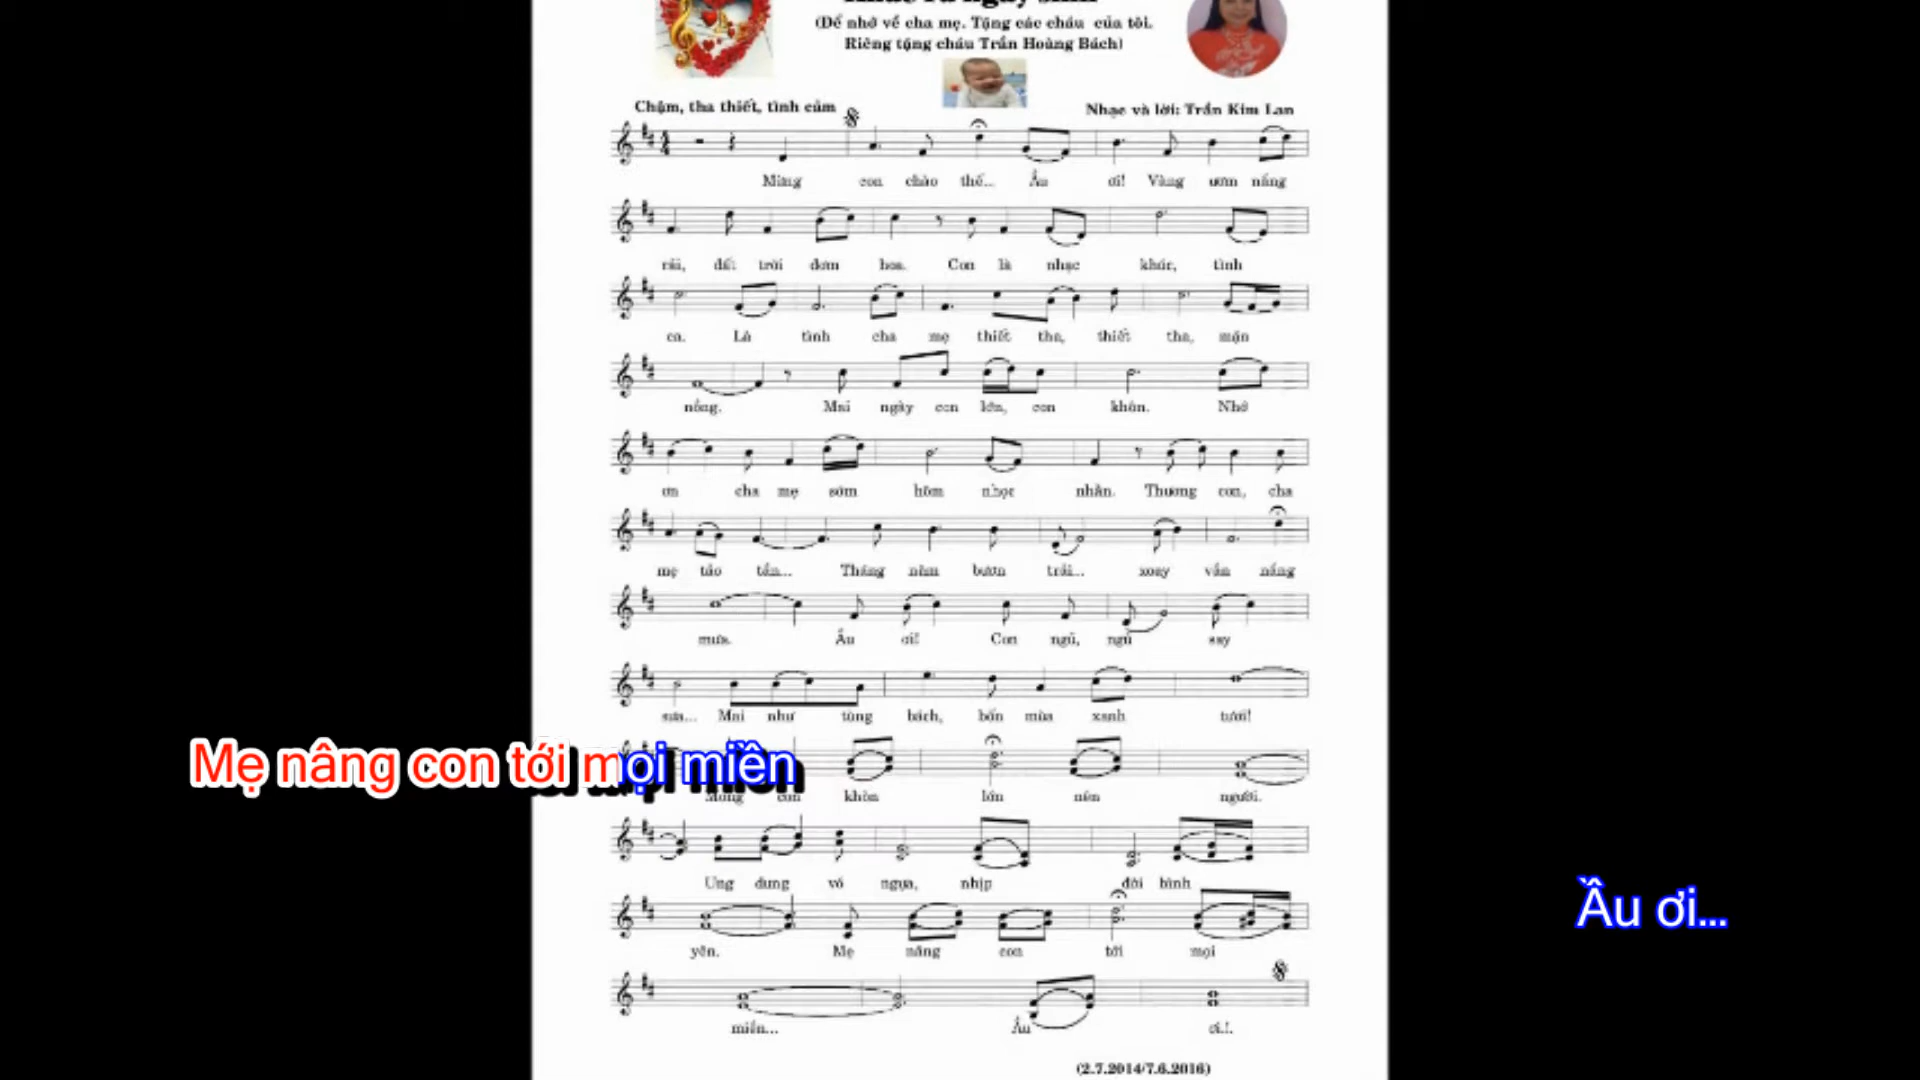 (Để nhớ về cha mẹ. Tặng các cháu của tôi.
Riêng tặng cháu Trần Hoàng Bách)
Chậm, tha thiết, tình cảm
Nhạc và lời: Trần Kim Lan
Mừng con chào thế... Ầu ơi! Vàng ươm nắng
rải, đất trời đơm hoa. Con là nhạc khúc, tình
ca. Là tình cha mẹ thiết tha, thiết tha, mặn
nồng. Mai ngày con lớn, con khôn. Nhớ
ơn cha mẹ sớm hôm nhọc nhằn. Thương con, cha
mẹ tảo tần... Tháng năm bươn trải... xoay vần nắng
mưa. Ầu ơi! Con ngủ, ngủ say
sưa... Mai như tùng bách, bốn mùa xanh tươi!
Mẹ nâng con tới mọi miền
Mong con khôn lớn nên người.
Ung dung vó ngựa, nhịp đời bình
Ầu ơi...
yên. Mẹ nâng con tới mọi
miền... Ầu ơi.!.
(2.7.2014/7.6.2016)